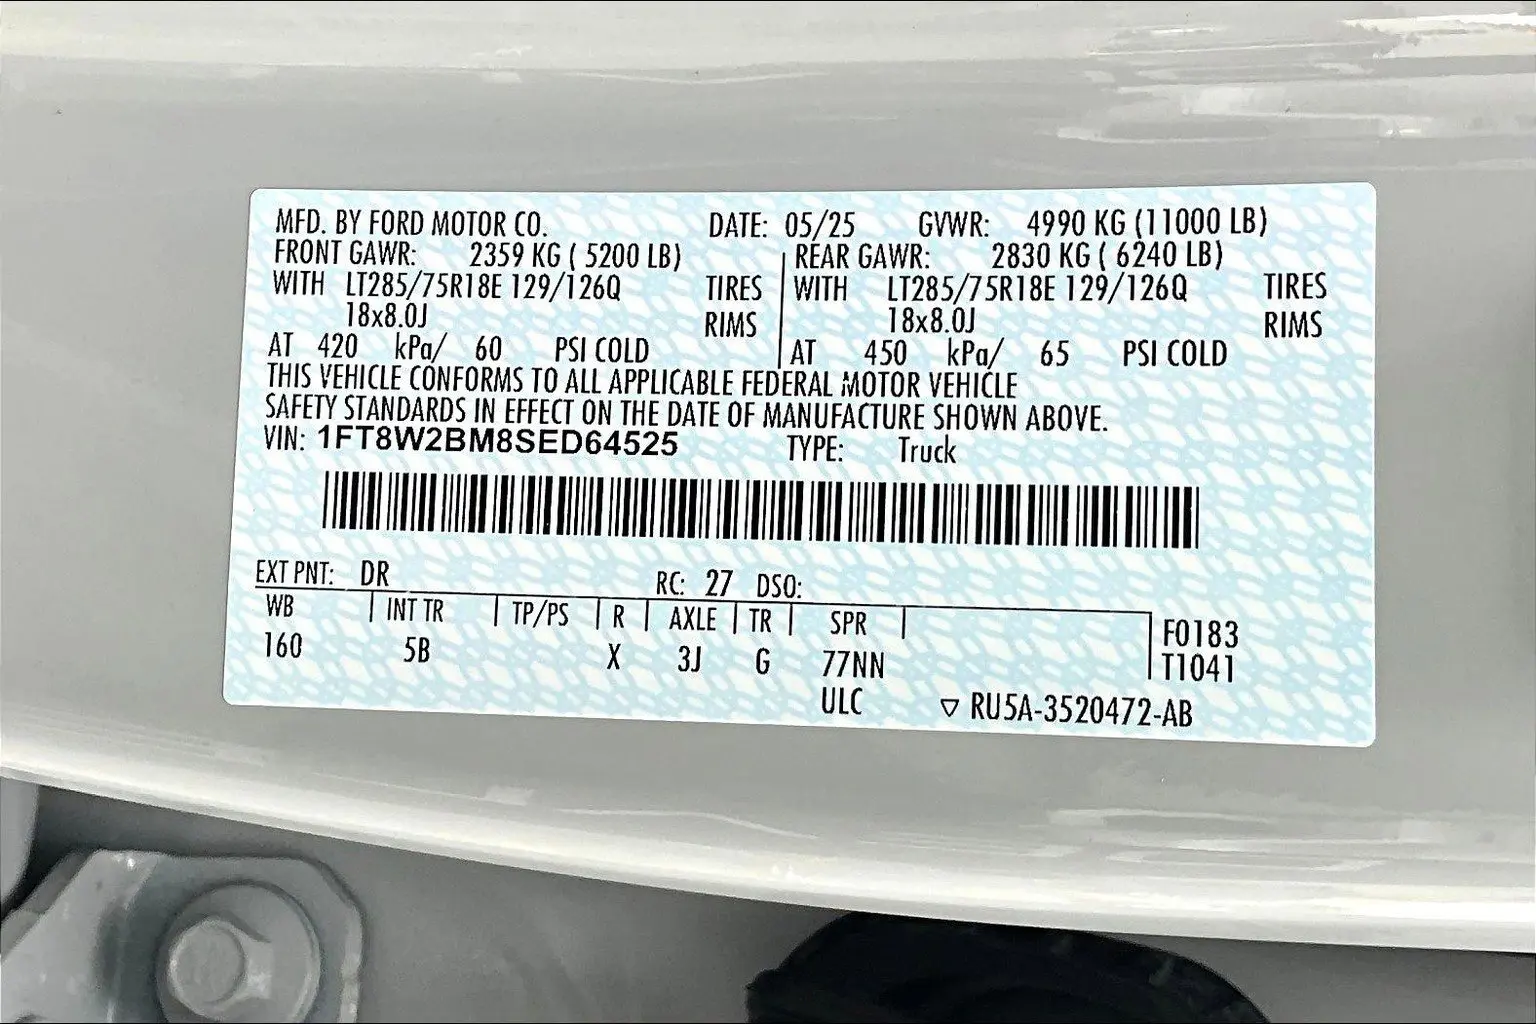 MFD. BY FORD MOTOR CO. DATE: 05/25 GVWR: 4990 KG (11000 LB)
FRONT GAWR: 2359 KG ( 5200 LB) REAR GAWR: 2830 KG ( 6240 LB)
WITH LT285/75R18E 129/126Q TIRES WITH LT285/75R18E 129/126Q TIRES
18x8.0J RIMS 18x8.0J RIMS
AT 420 kPa/ 60 PSI COLD AT 450 kPa/ 65 PSI COLD
THIS VEHICLE CONFORMS TO ALL APPLICABLE FEDERAL MOTOR VEHICLE
SAFETY STANDARDS IN EFFECT ON THE DATE OF MANUFACTURE SHOWN ABOVE.
VIN: 1FT8W2BM8SED64525 TYPE: Truck
EXT PNT: DR RC: 27 DSO:
WB INT TR TP/PS R AXLE TR SPR F0183
160 5B X 3J G 77NN T1041
ULC ▽ RU5A-3520472-AB